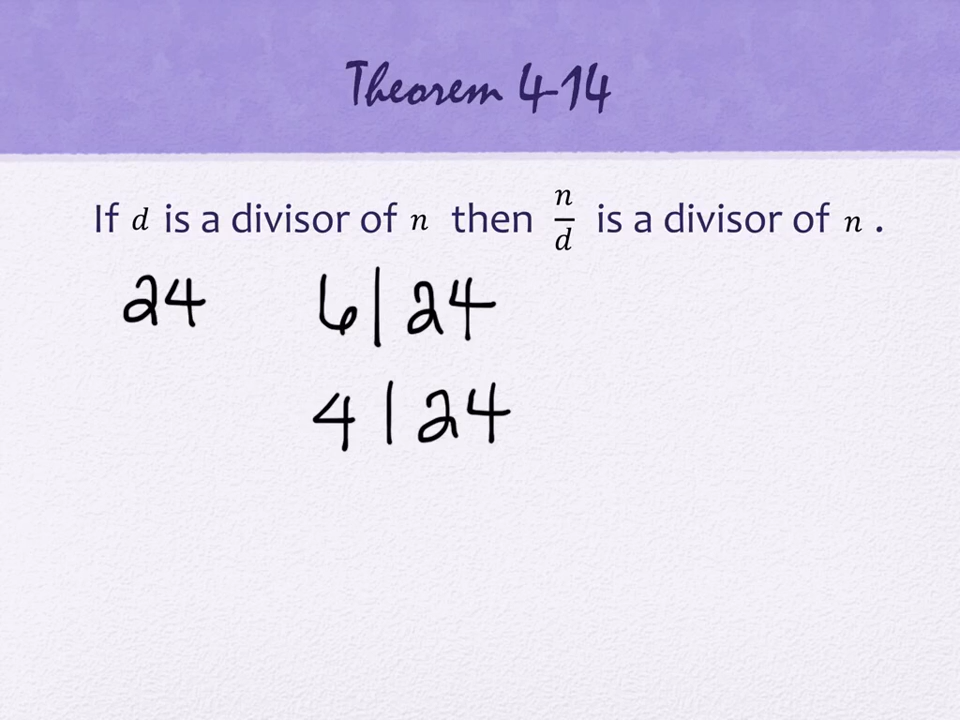 Theorem 4-14
If d is a divisor of n then n/d is a divisor of n .
24 6|24
4|24